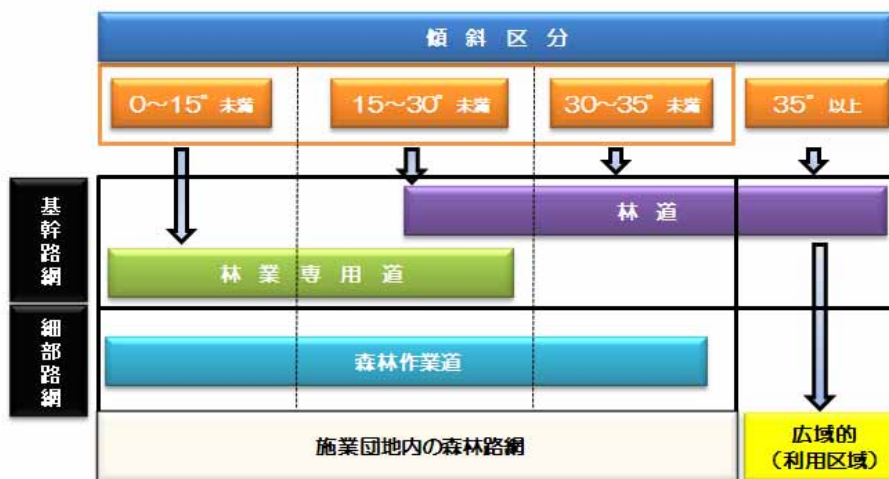 傾斜区分
0～15°未満
15～30°未満
30～35°未満
35°以上
基幹路網
林道
林業専用道
細部路網
森林作業道
施業団地内の森林路網
広域的
（利用区域）